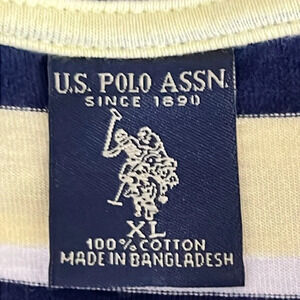 U.S. POLO ASSN.
SINCE 1890
XL
100% COTTON
MADE IN BANGLADESH